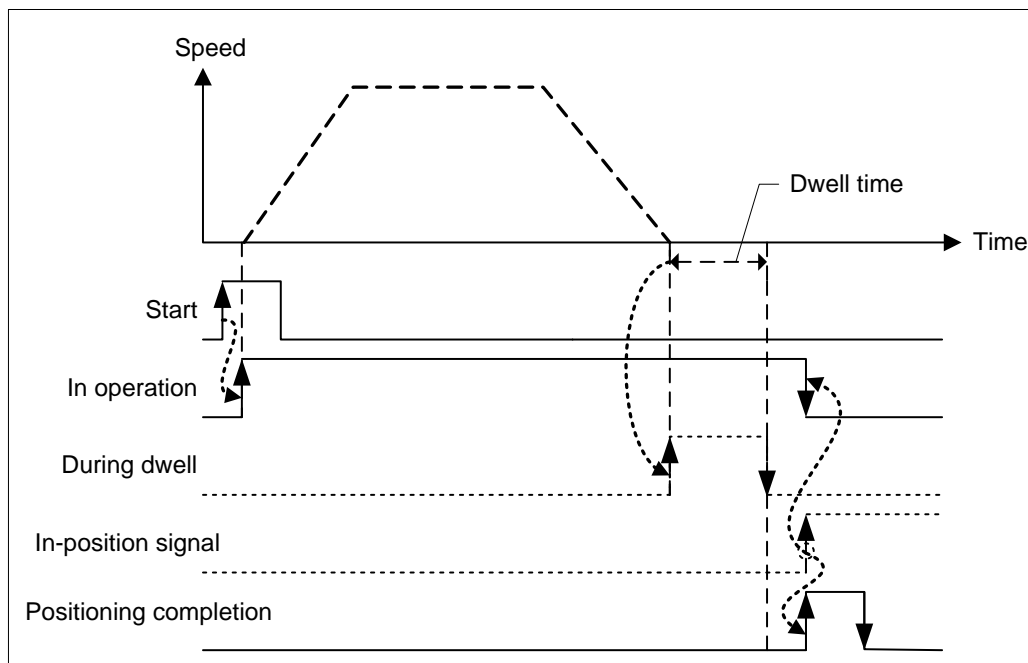 Speed
Dwell time
Time
Start
In operation
During dwell
In-position signal
Positioning completion